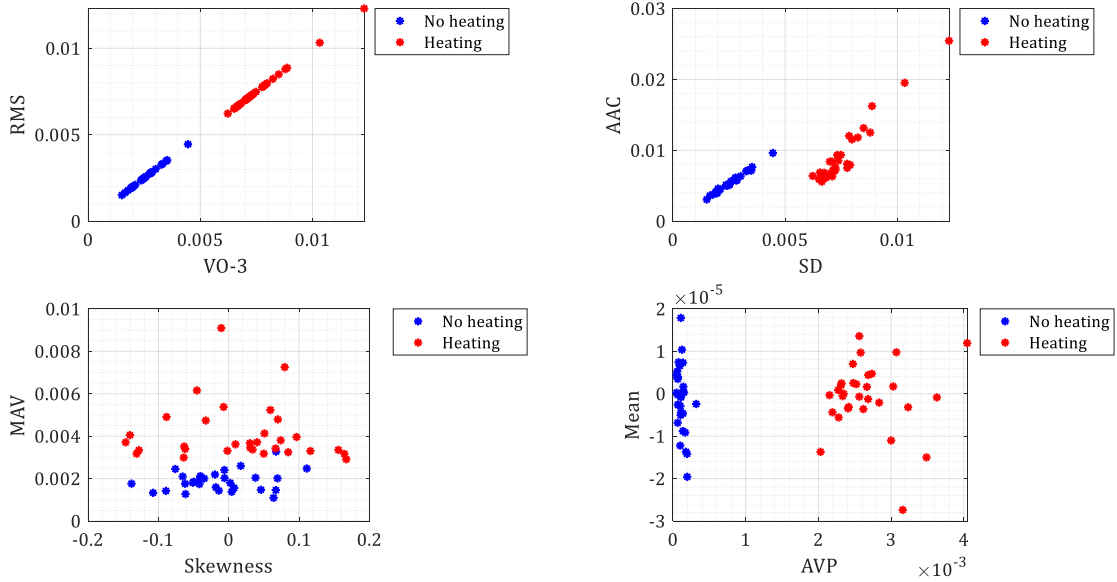 No heating
Heating
0.01
0.005
0
RMS
0
0.005
0.01
VO-3
No heating
Heating
0.03
0.02
0.01
0
AAC
0
0.005
0.01
SD
No heating
Heating
0.01
0.008
0.006
0.004
0.002
0
MAV
-0.2
-0.1
0
0.1
0.2
Skewness
×10⁻⁵
No heating
Heating
2
1
0
-1
-2
-3
Mean
0
1
2
3
4
AVP
×10⁻³